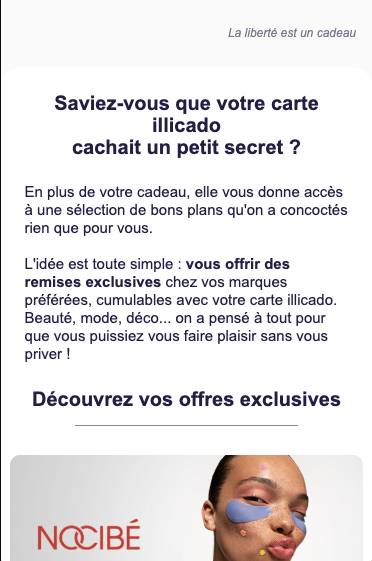 La liberté est un cadeau
Saviez-vous que votre carte
illicado
cachait un petit secret ?
En plus de votre cadeau, elle vous donne accès
à une sélection de bons plans qu'on a concoctés
rien que pour vous.
L'idée est toute simple : vous offrir des
remises exclusives chez vos marques
préférées, cumulables avec votre carte illicado.
Beauté, mode, déco... on a pensé à tout pour
que vous puissiez vous faire plaisir sans vous
priver !
Découvrez vos offres exclusives
NOCIBÉ